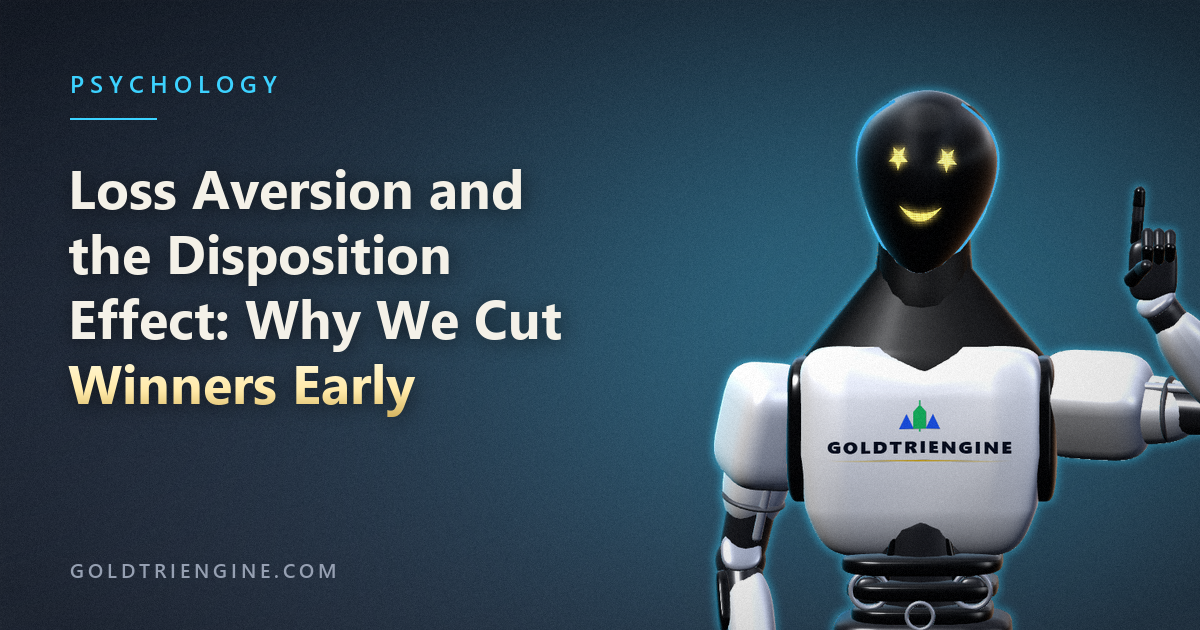 PSYCHOLOGY
Loss Aversion and
the Disposition
Effect: Why We Cut
Winners Early
GOLDTRIENGINE
GOLDTRIENGINE.COM